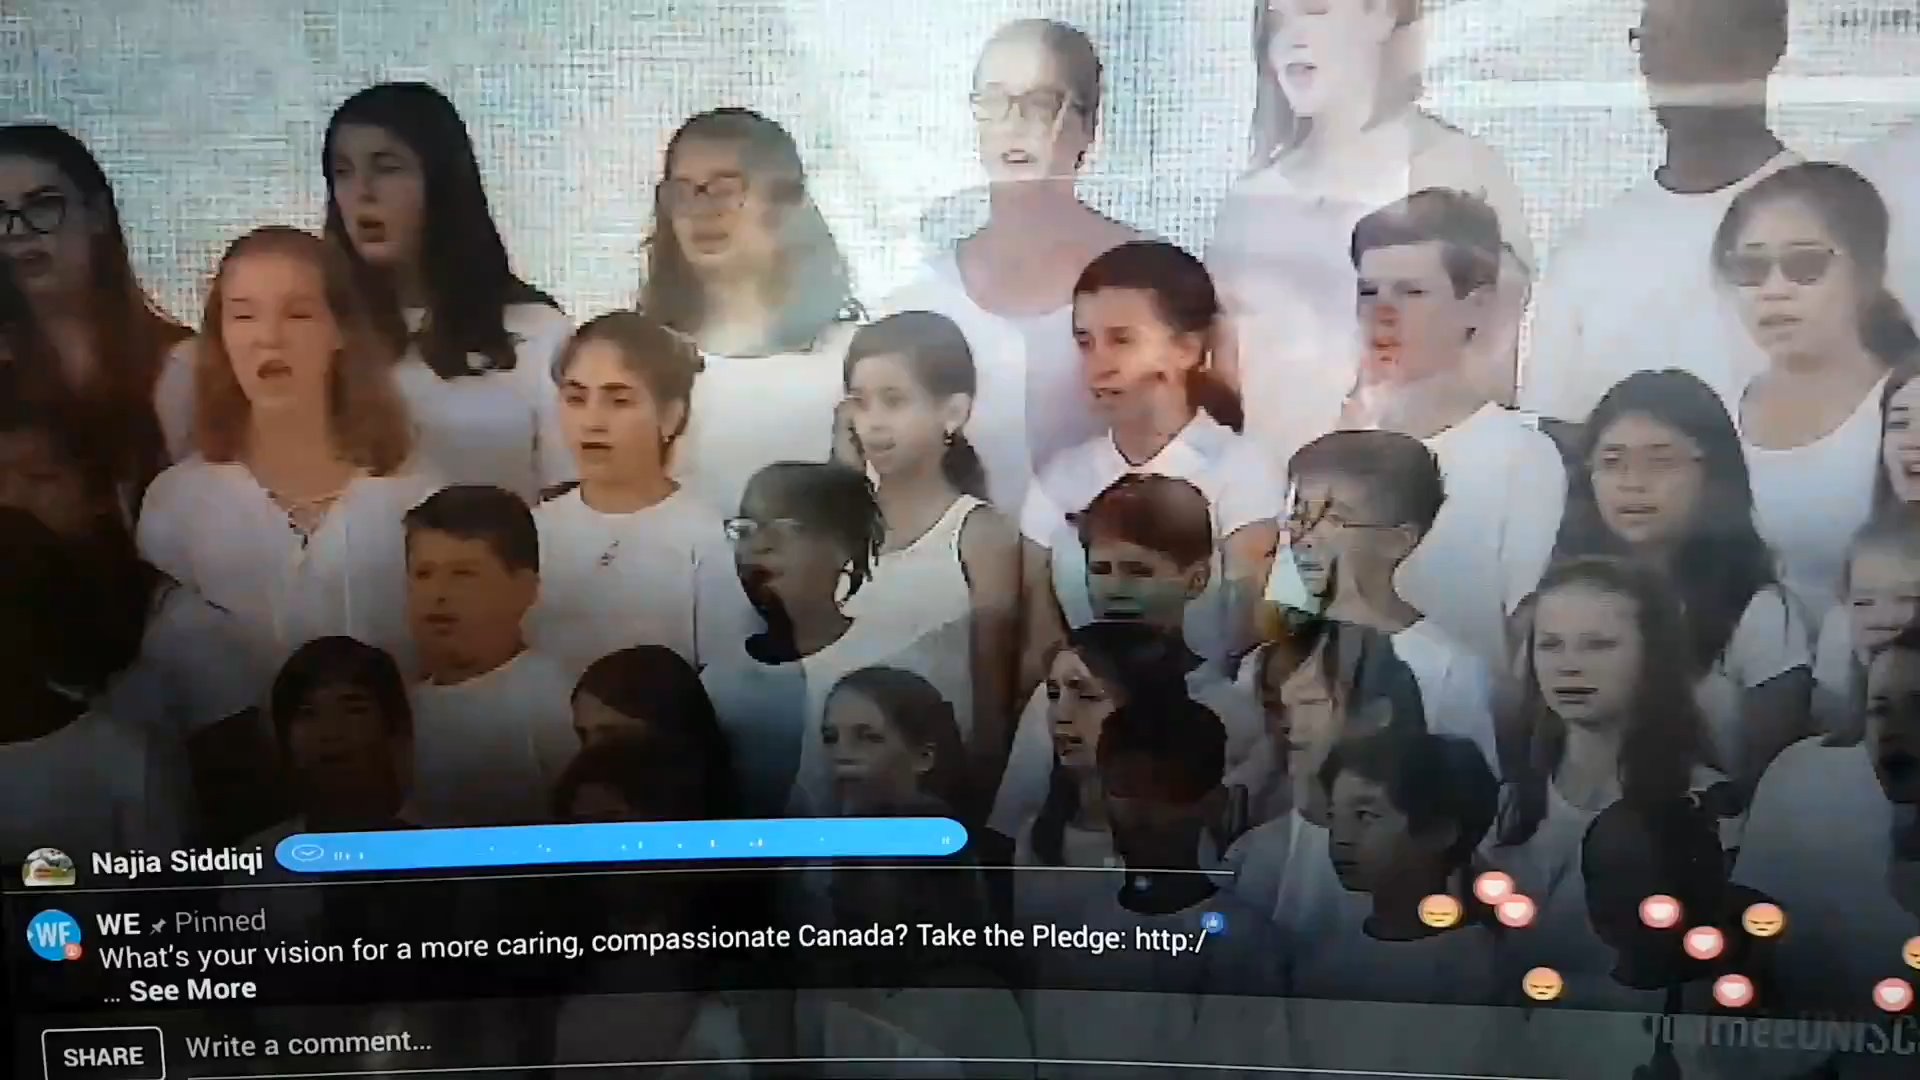 Najia Siddiqi
WE Pinned
What's your vision for a more caring, compassionate Canada? Take the Pledge: http:/
... See More
SHARE Write a comment...